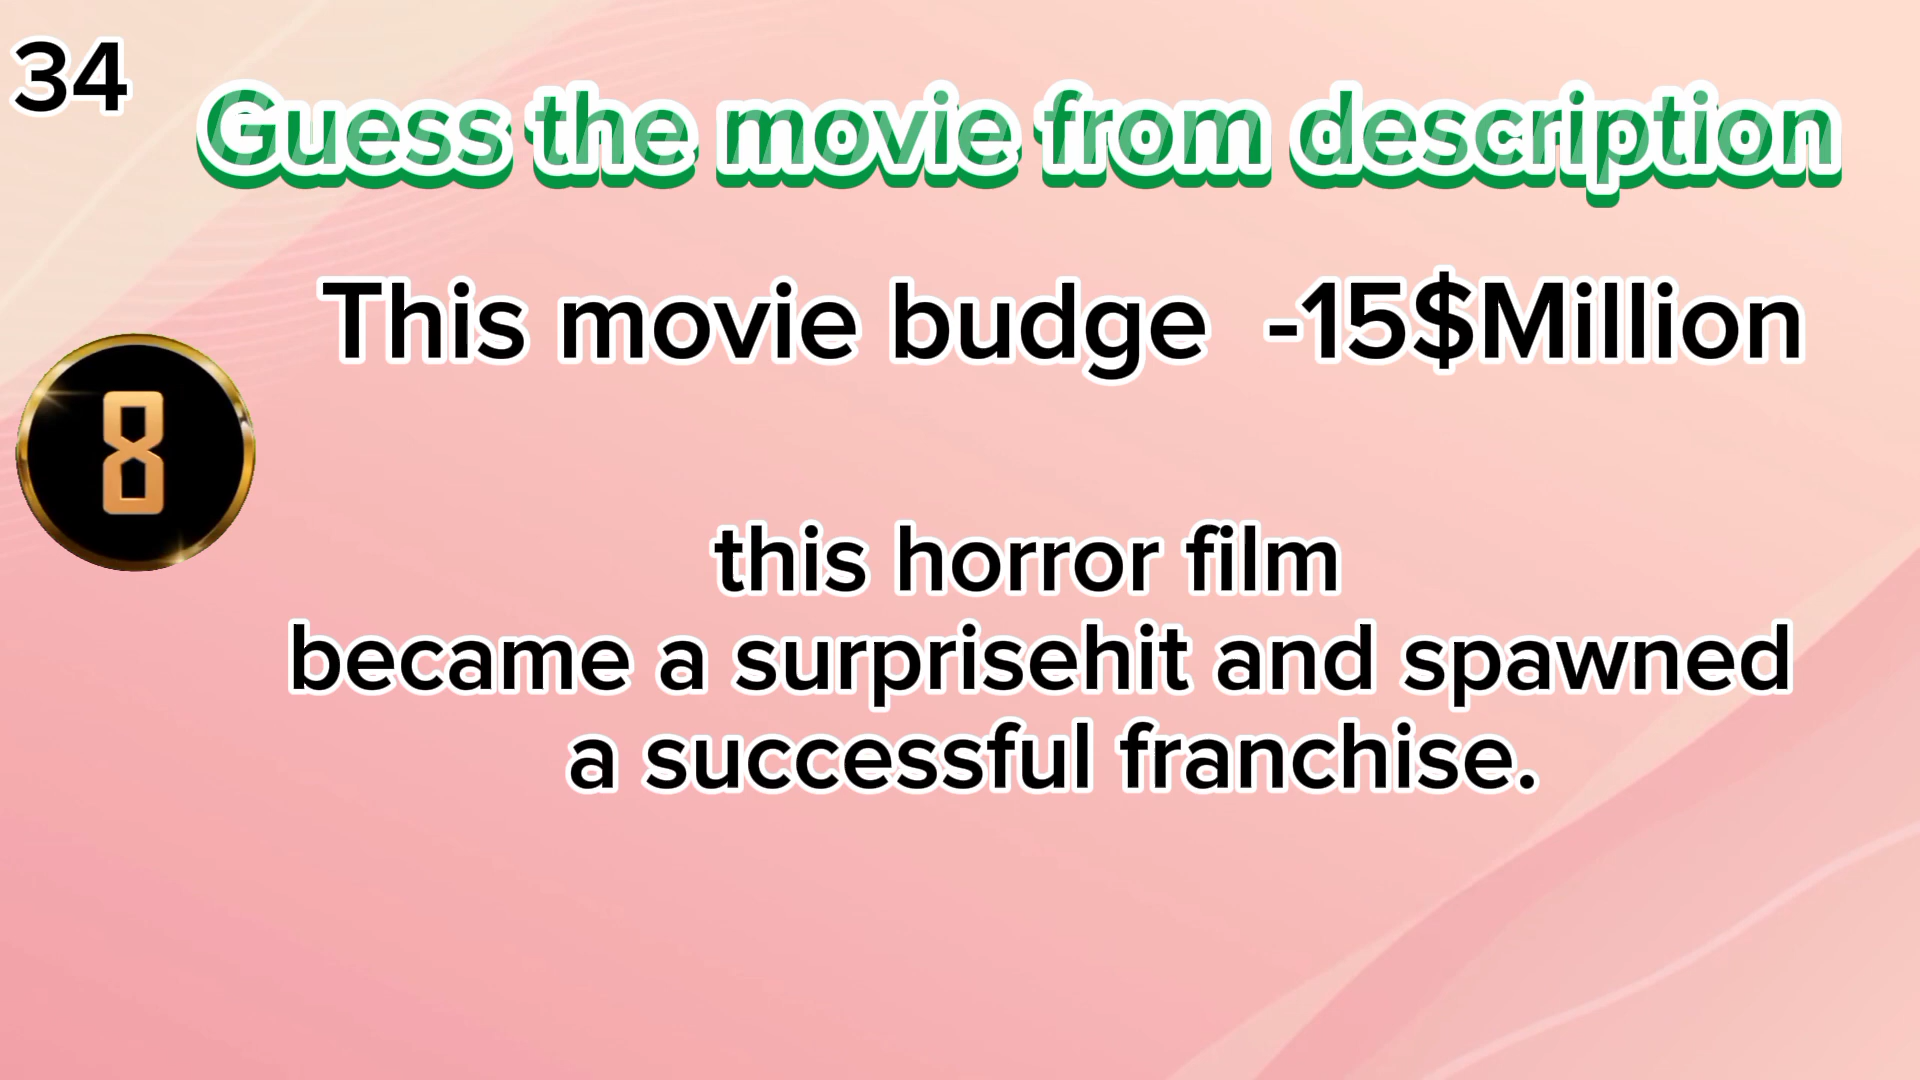 34
Guess the movie from description
This movie budge -15$Million
8
this horror film
became a surprisehit and spawned
a successful franchise.